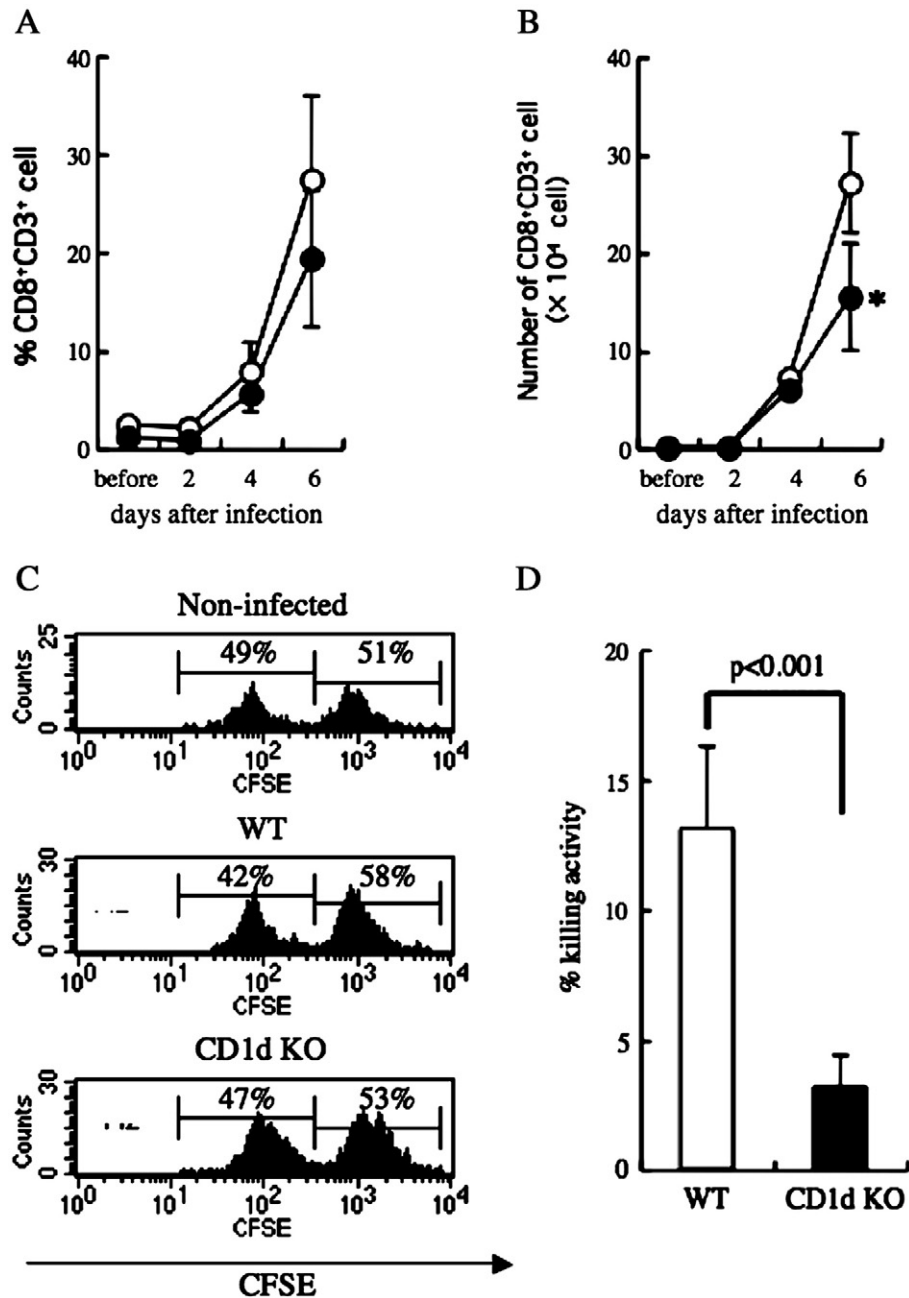 A
% CD8+CD3+ cell
40
30
20
10
0
before 2 4 6
days after infection
B
Number of CD8+CD3+ cell
(× 10⁴ cell)
40
30
20
10
0
*
before 2 4 6
days after infection
C
Non-infected
Counts
25
0
49% 51%
10⁰ 10¹ 10² 10³ 10⁴
CFSE
WT
Counts
30
0
42% 58%
10⁰ 10¹ 10² 10³ 10⁴
CFSE
CD1d KO
Counts
30
0
47% 53%
10⁰ 10¹ 10² 10³ 10⁴
CFSE
CFSE
D
% killing activity
20
15
10
5
0
p<0.001
WT CD1d KO